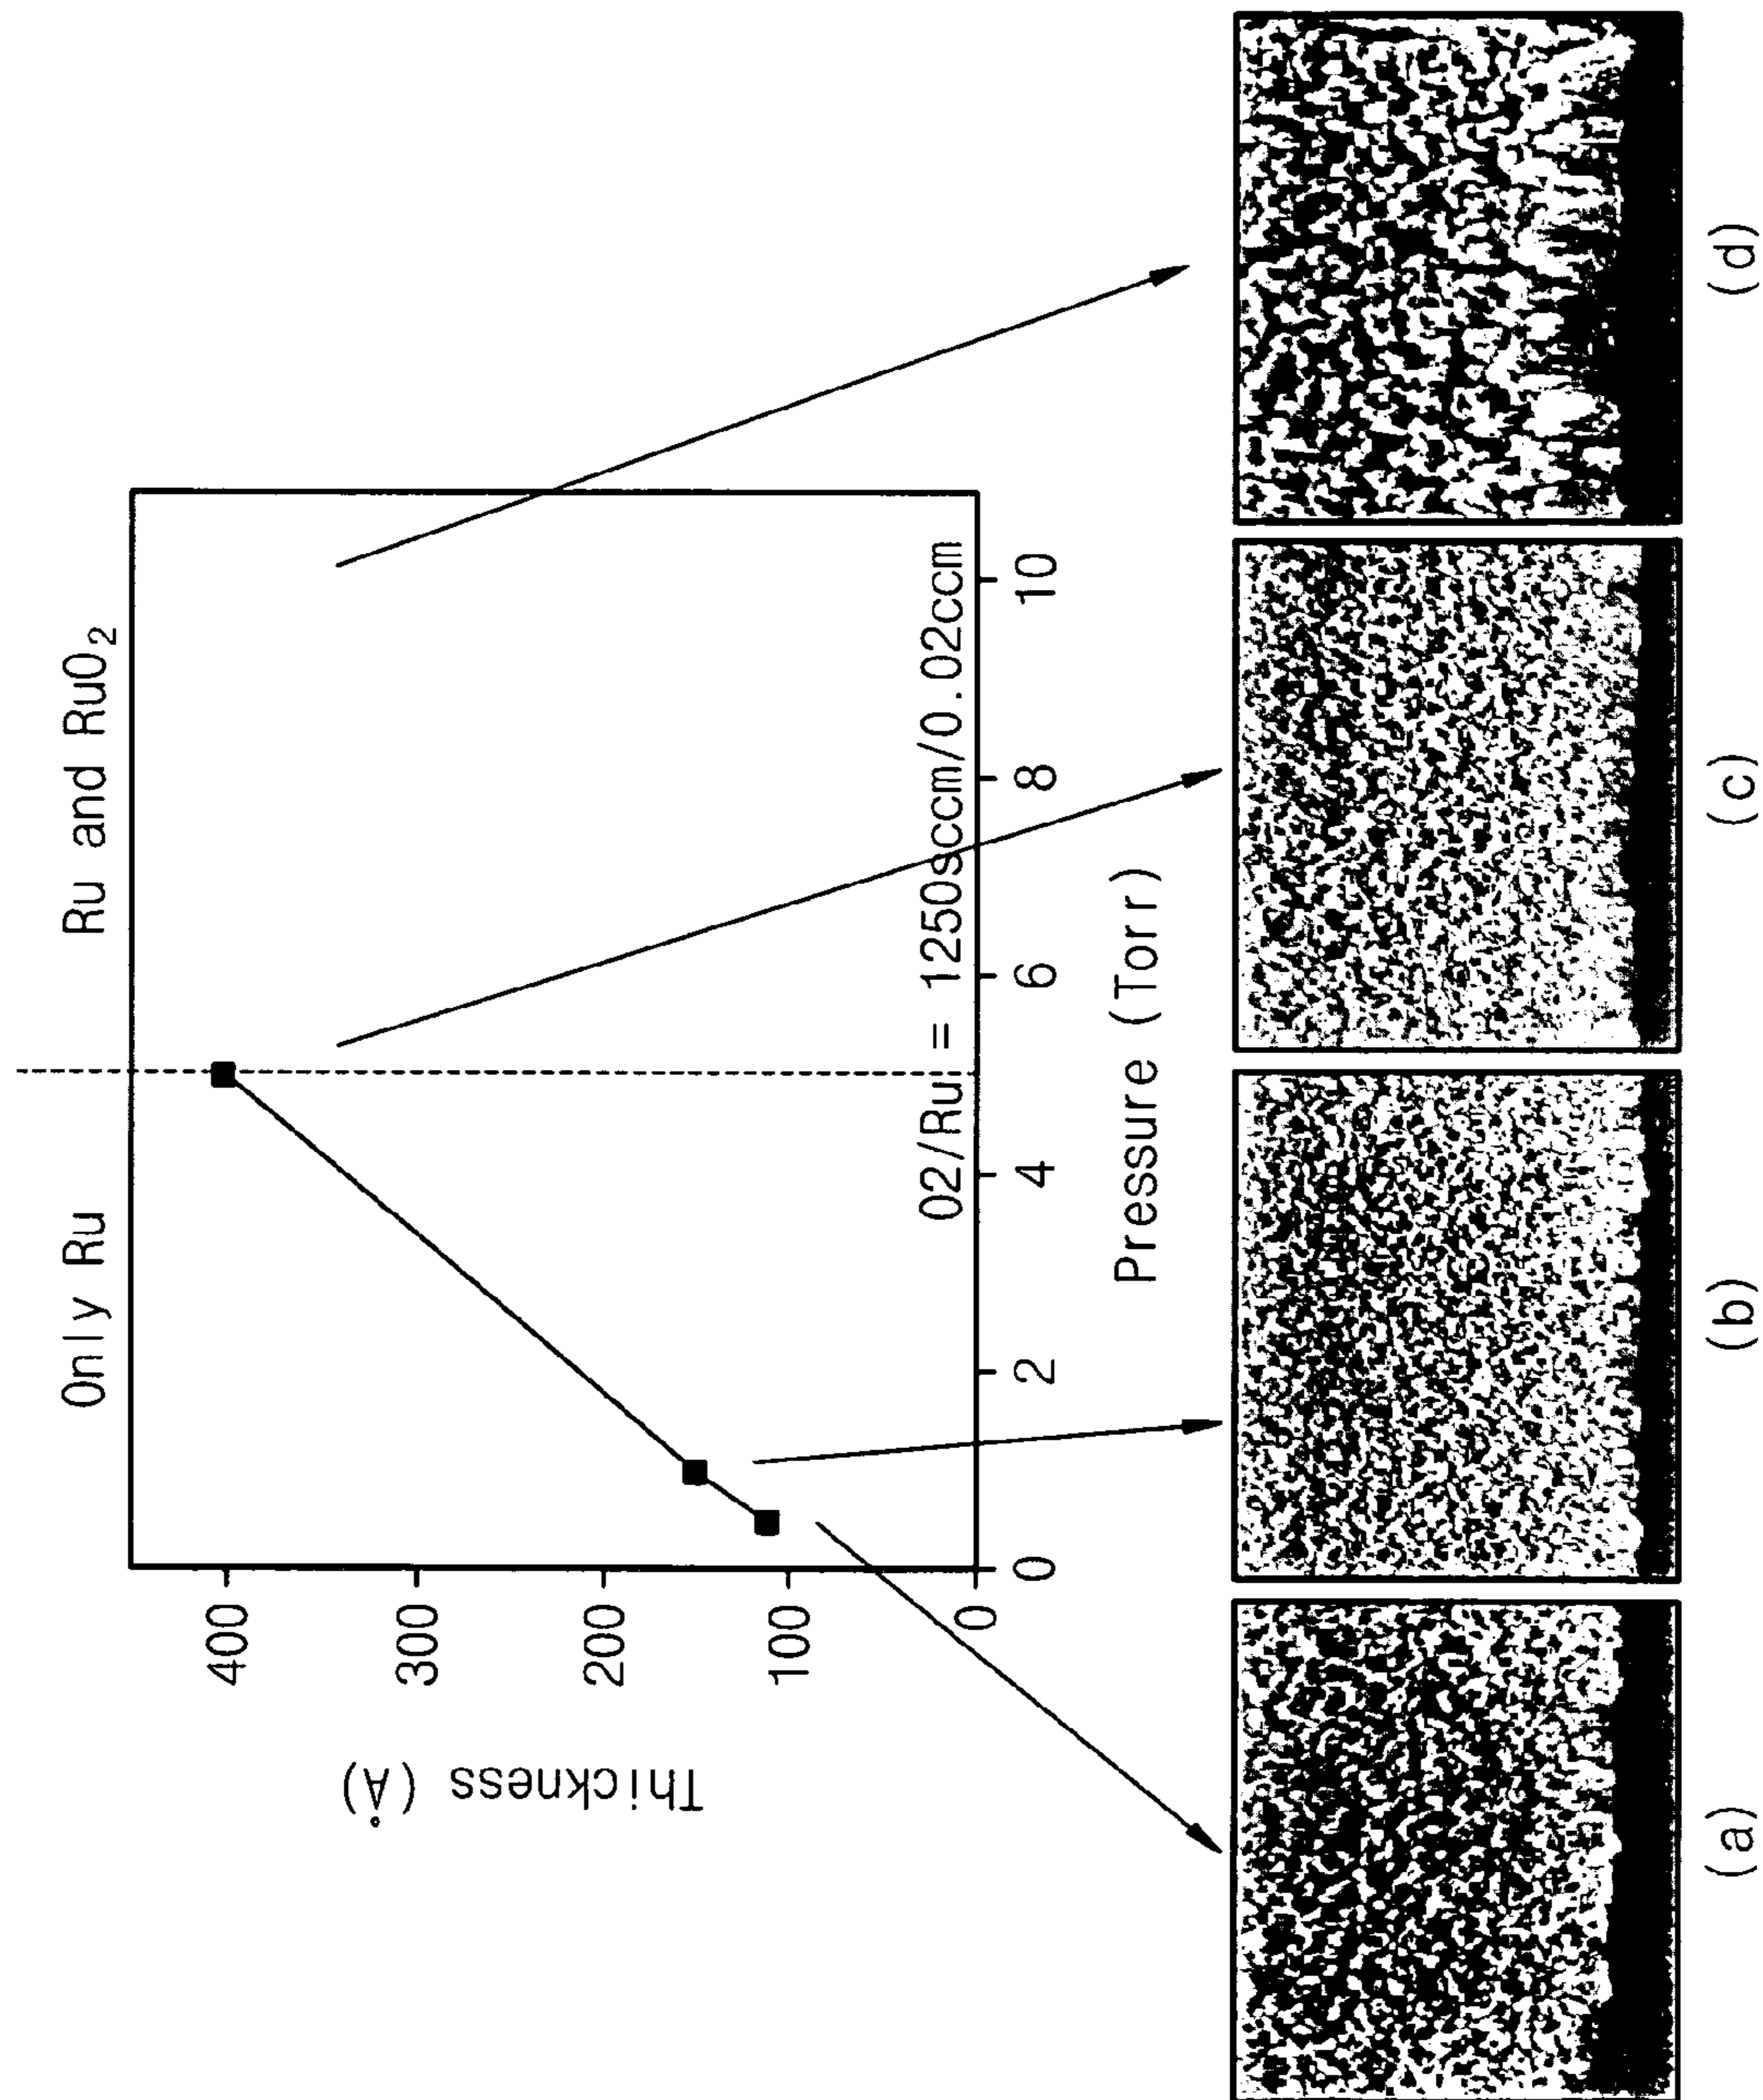 Only Ru
Ru and RuO₂
Thickness (Å)
400
300
200
100
0
O2/Ru = 1250sccm/0.02ccm
0
2
4
6
8
10
Pressure (Torr)
(a)
(b)
(c)
(d)